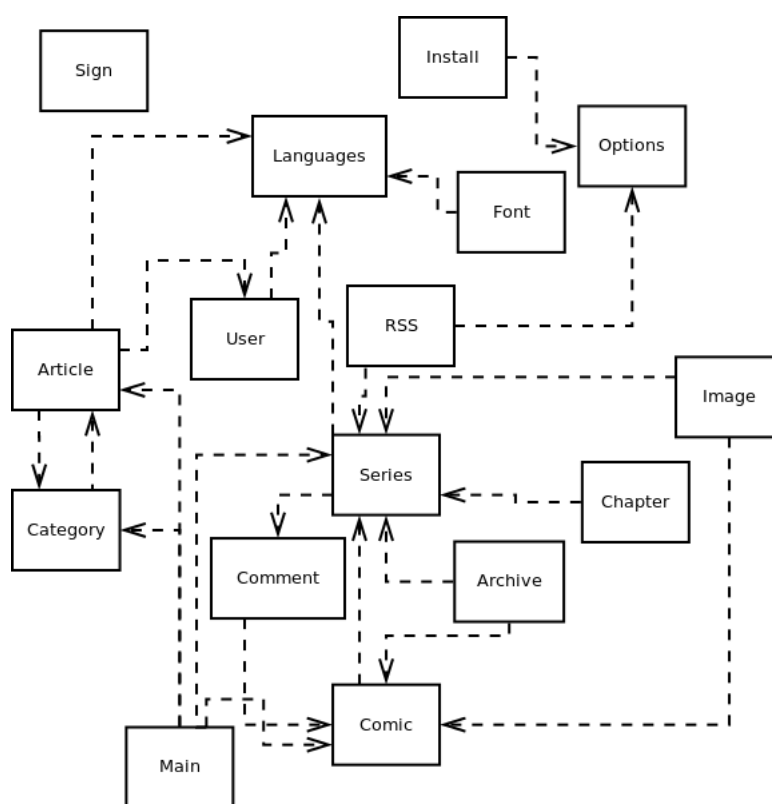 Sign
Install
Languages
Options
Font
User
RSS
Article
Image
Series
Chapter
Category
Comment
Archive
Comic
Main